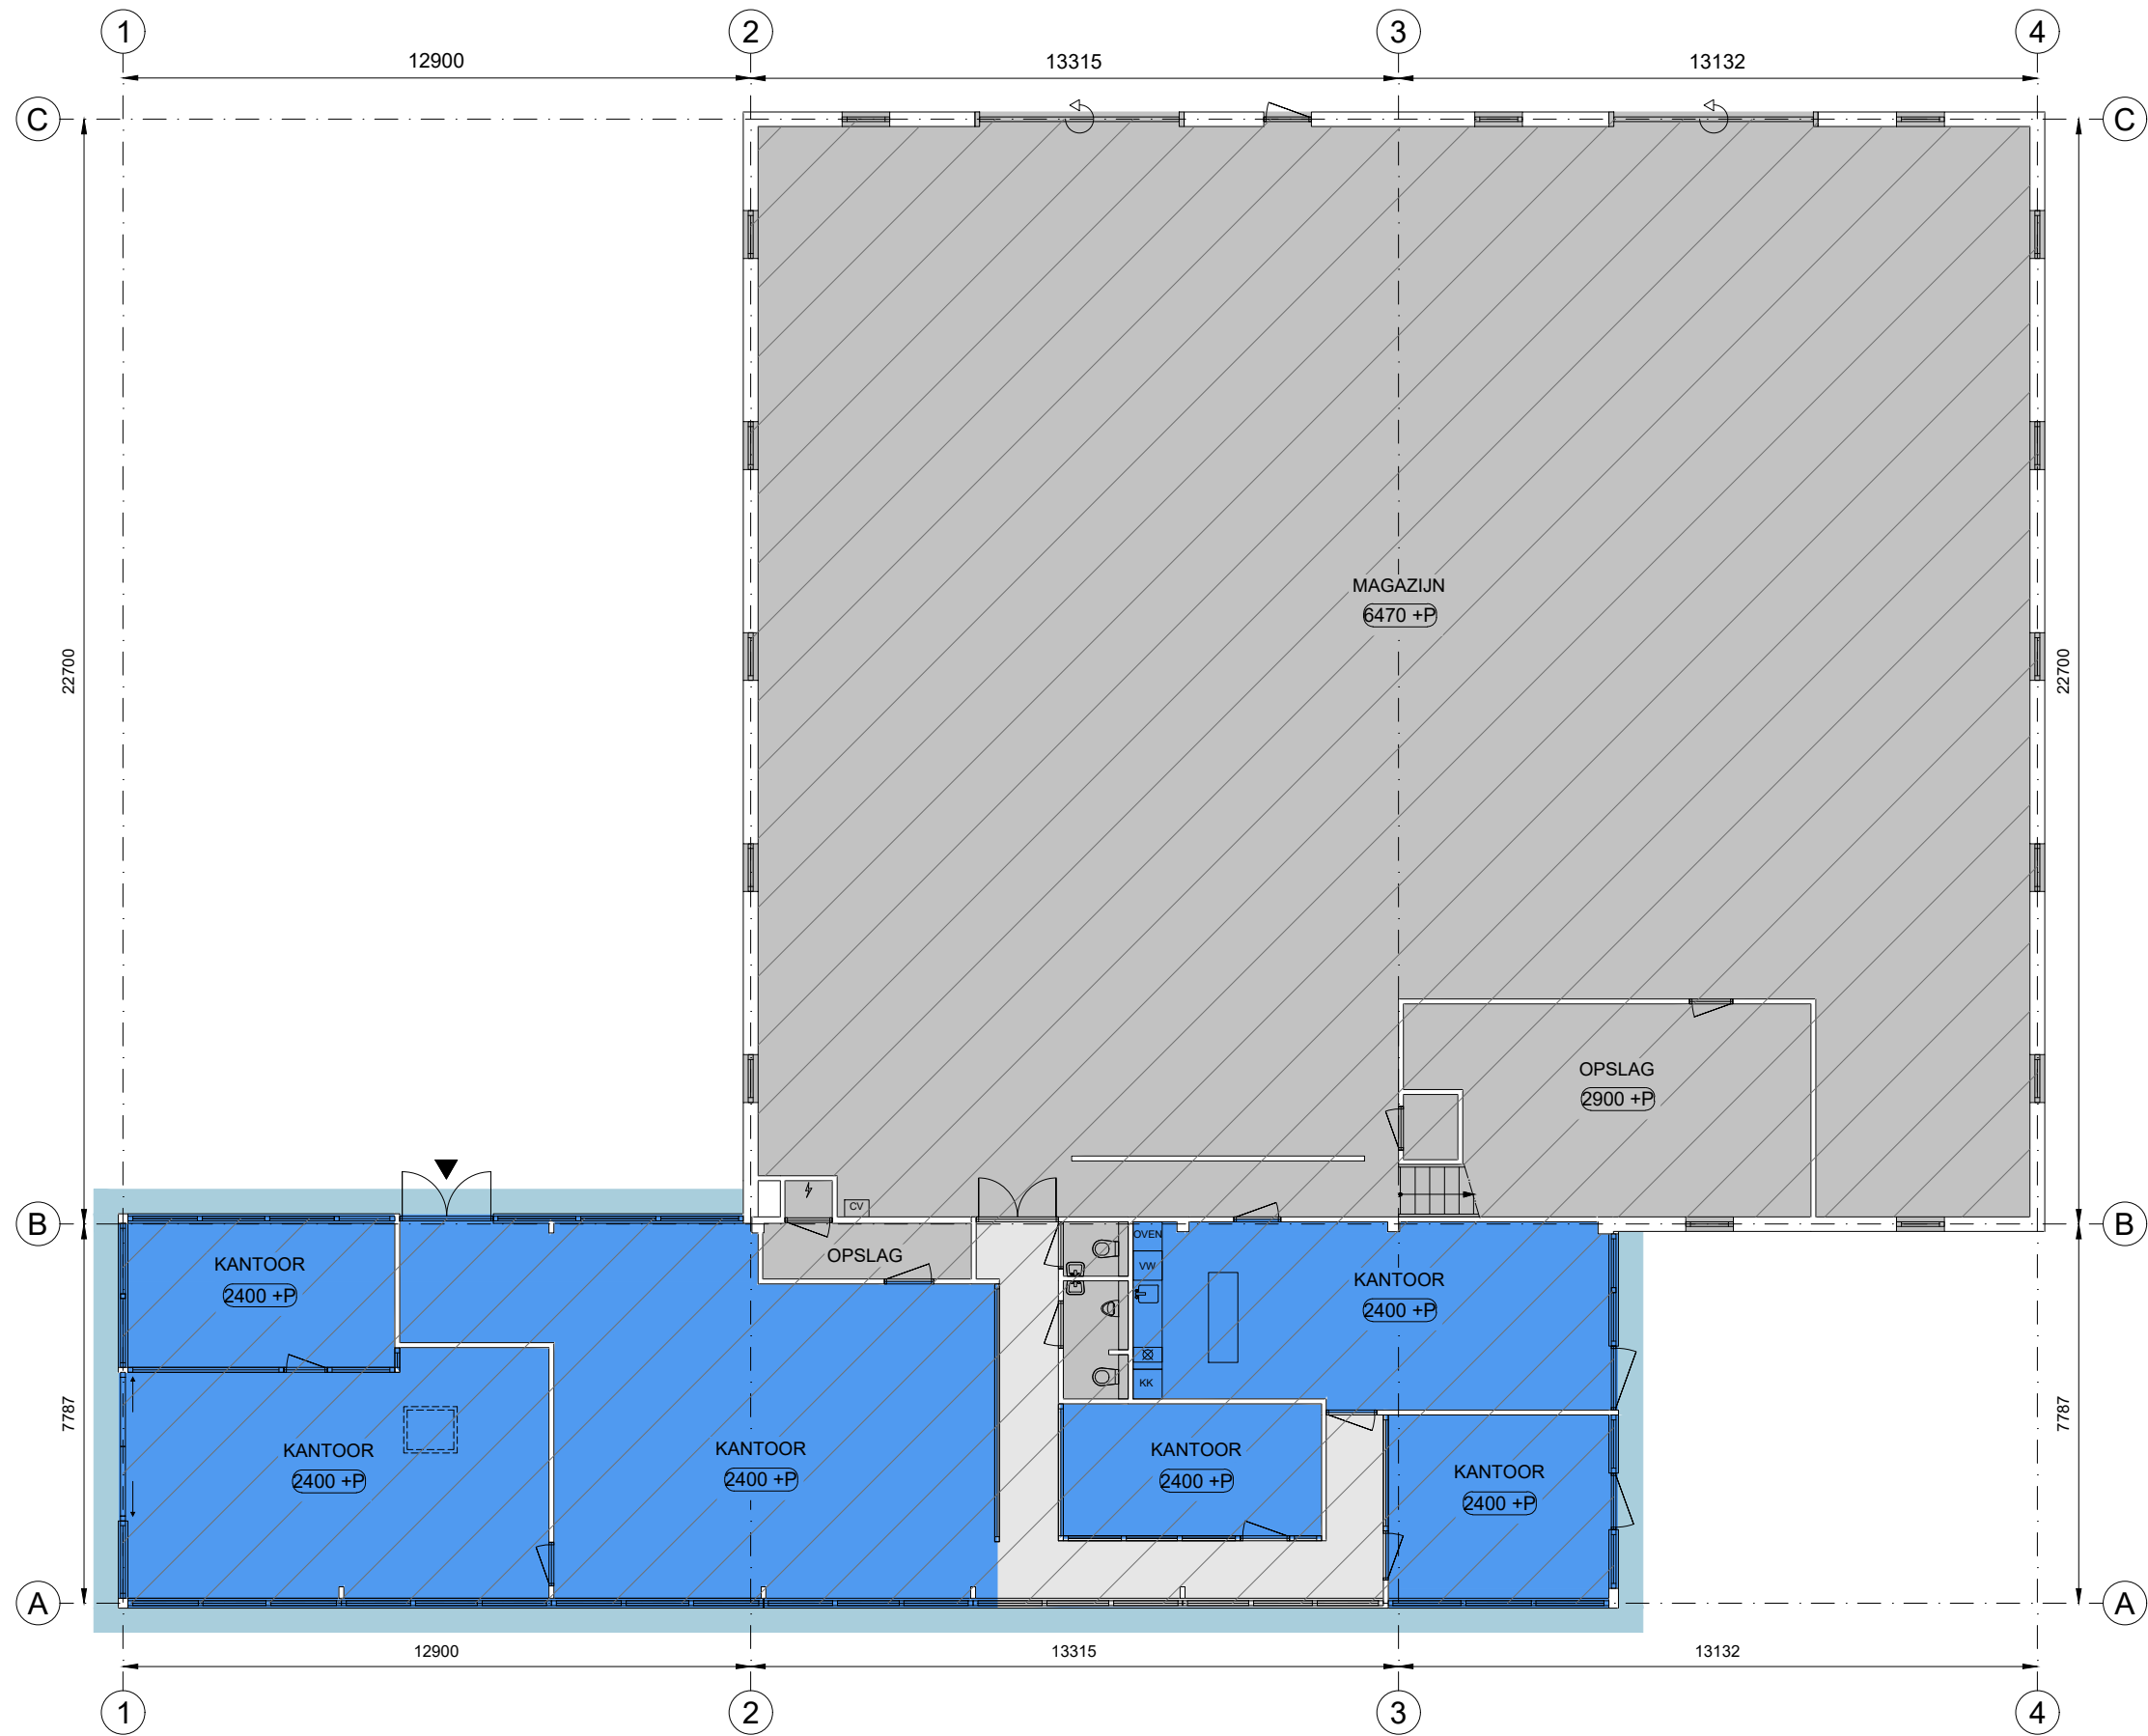 1 2 3 4
12900 13315 13132
C C
MAGAZIJN
6470 +P
22700 22700
OPSLAG
2900 +P
CV
B B
OPSLAG
OVEN
VW
KANTOOR
2400 +P
KANTOOR
2400 +P
KK
7787 7787
KANTOOR
2400 +P
KANTOOR
2400 +P
KANTOOR
2400 +P
KANTOOR
2400 +P
A A
12900 13315 13132
1 2 3 4